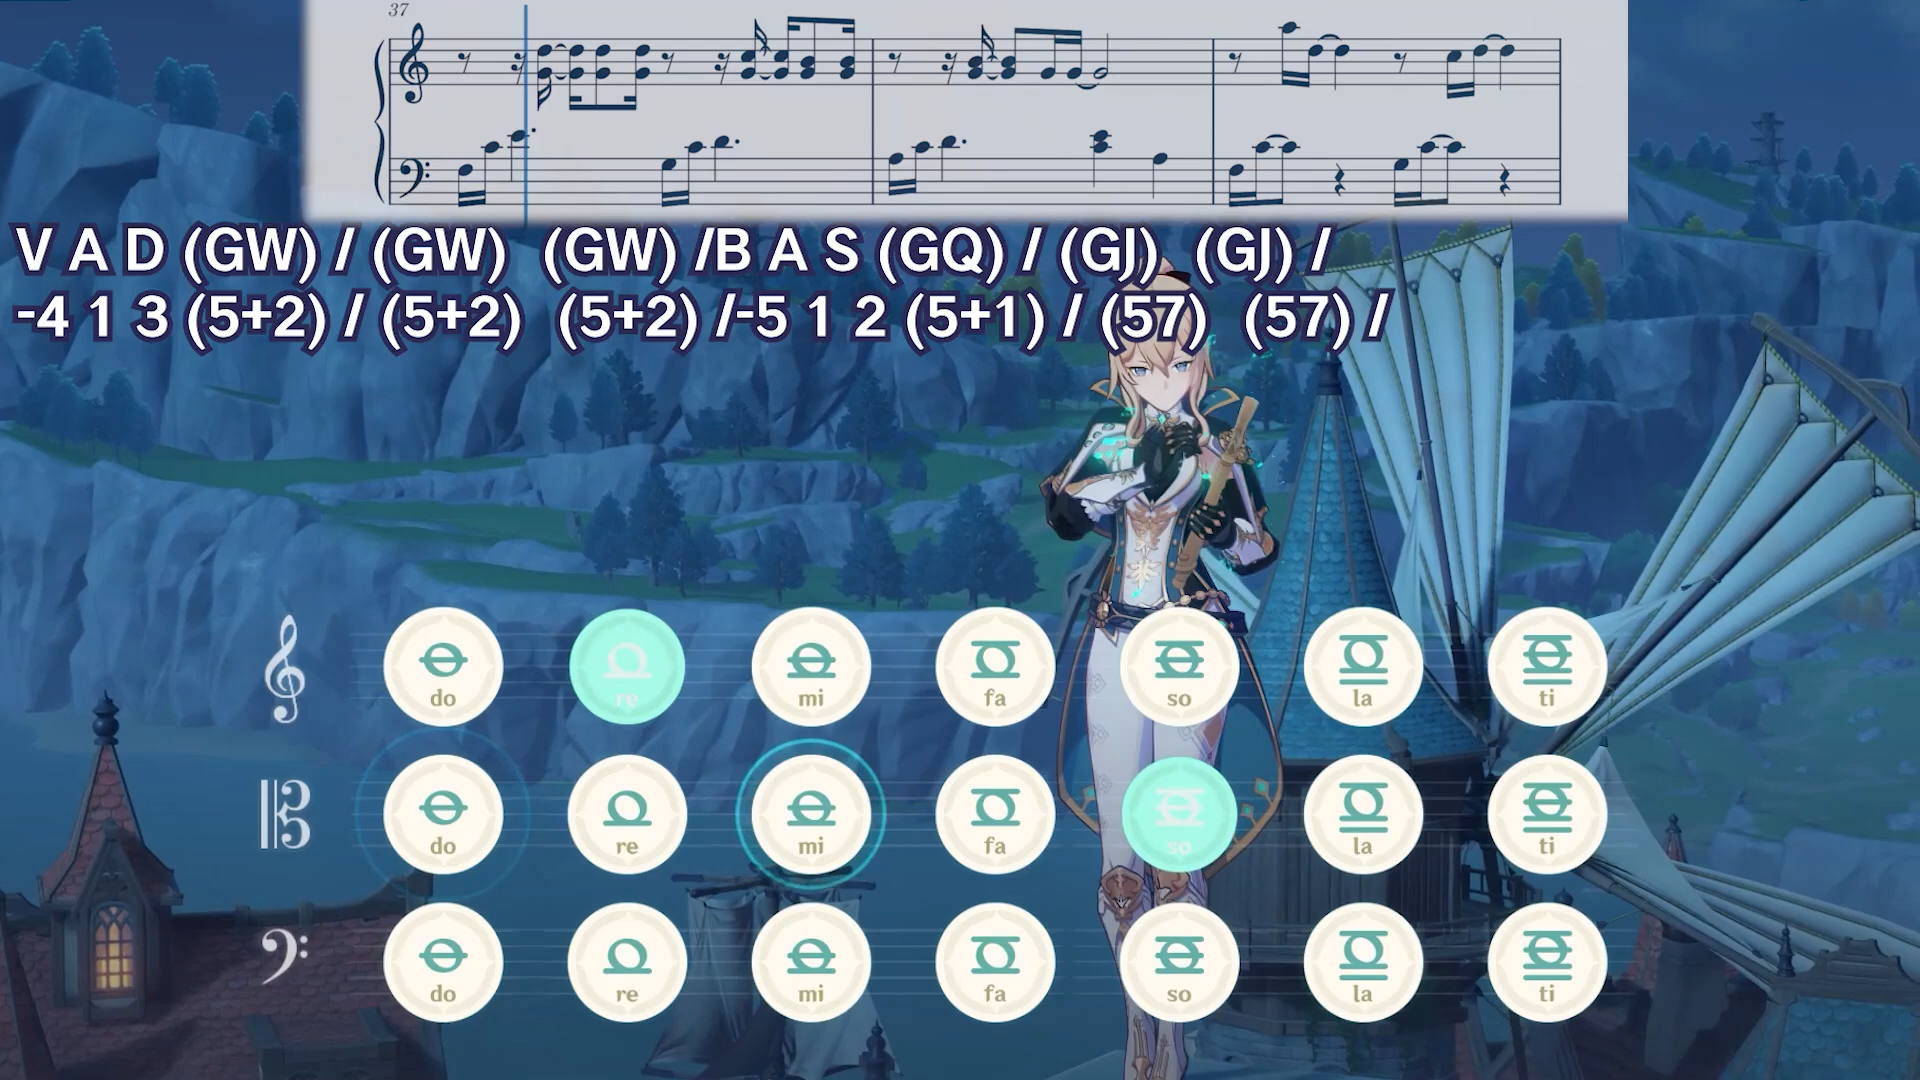 37
V A D (GW) / (GW) (GW) /B A S (GQ) / (GJ) (GJ) /
-4 1 3 (5+2) / (5+2) (5+2) /-5 1 2 (5+1) / (57) (57) /
do re mi fa so la ti
do re mi fa so la ti
do re mi fa so la ti